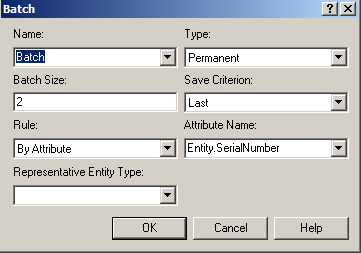 Batch
Name: Type:
Batch Permanent
Batch Size: Save Criterion:
2 Last
Rule: Attribute Name:
By Attribute Entity.SerialNumber
Representative Entity Type:
OK Cancel Help